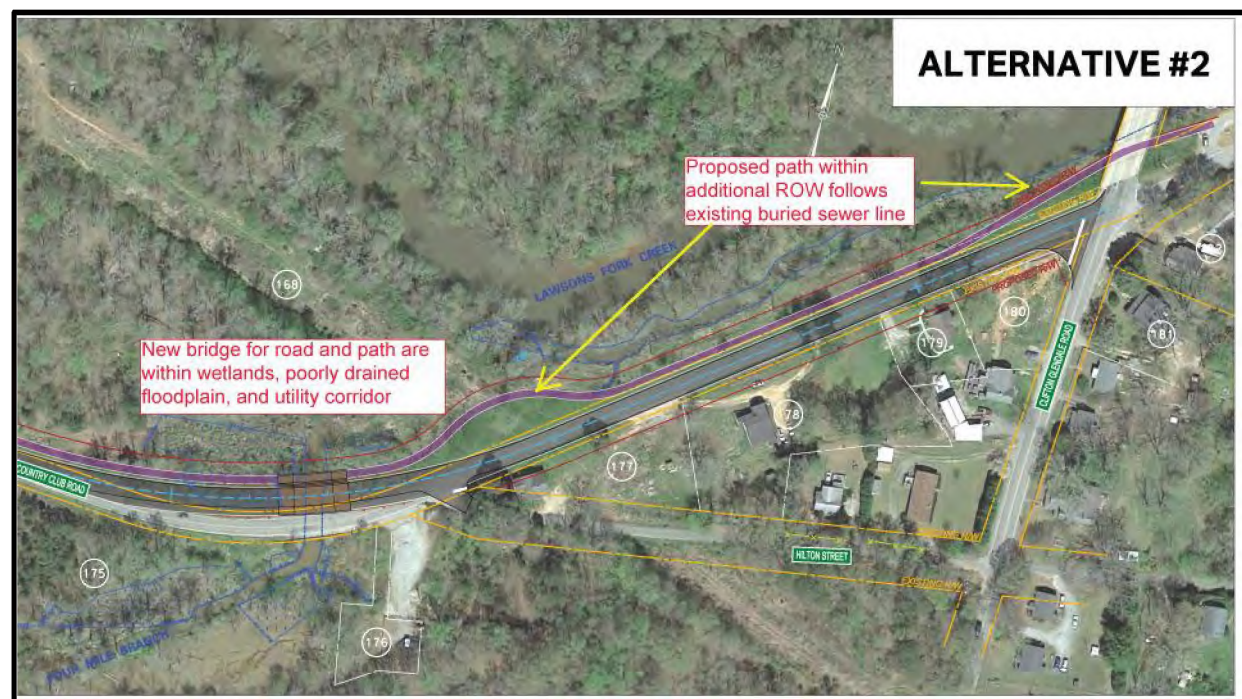 ALTERNATIVE #2
N
Proposed path within
additional ROW follows
existing buried sewer line
EXISTING R/W
LAWSONS FORK CREEK
168
PROPOSED R/W
180
179
181
New bridge for road and path are
within wetlands, poorly drained
floodplain, and utility corridor
CLIFTON GLENDALE ROAD
178
177
COUNTRY CLUB ROAD
EXISTING R/W
HILTON STREET
175
EXISTING R/W
176
FOUR MILE BRANCH